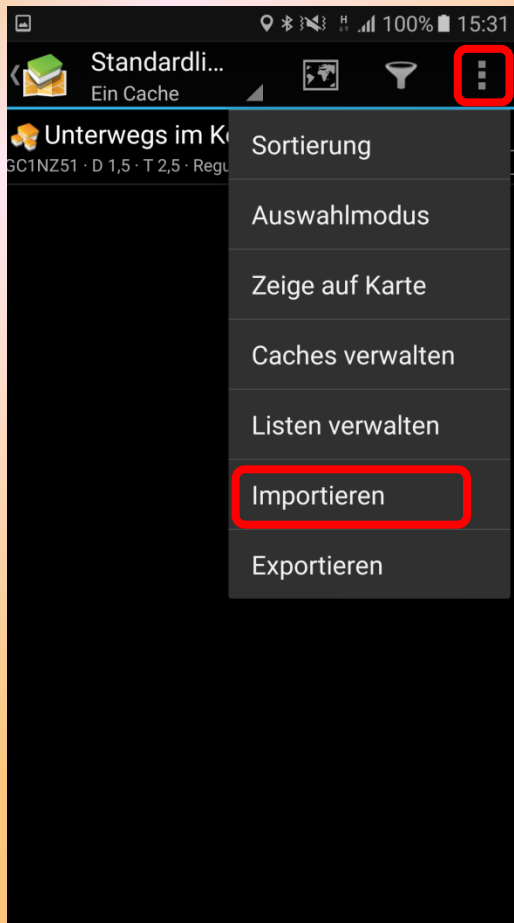 100% 15:31
Standardli...
Ein Cache
Unterwegs im K
GC1NZ51 · D 1,5 · T 2,5 · Regu
Sortierung
Auswahlmodus
Zeige auf Karte
Caches verwalten
Listen verwalten
Importieren
Exportieren